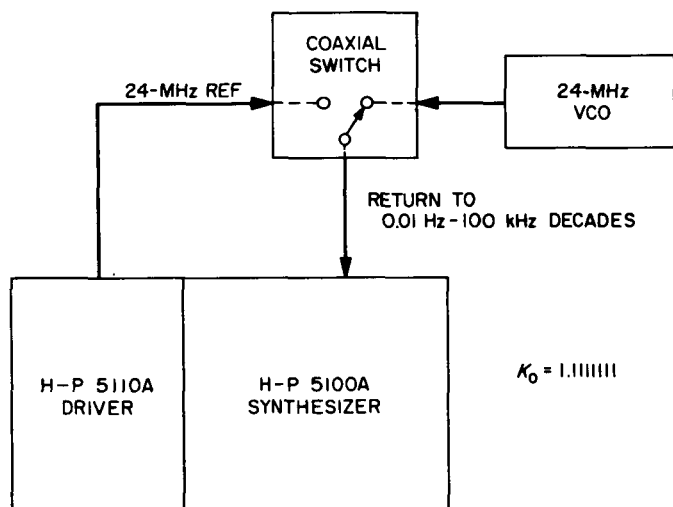 COAXIAL
SWITCH
24-MHz REF
24-MHz
VCO
RETURN TO
0.01 Hz-100 kHz DECADES
H-P 5110A
DRIVER
H-P 5100A
SYNTHESIZER
K₀ = 1.1111111